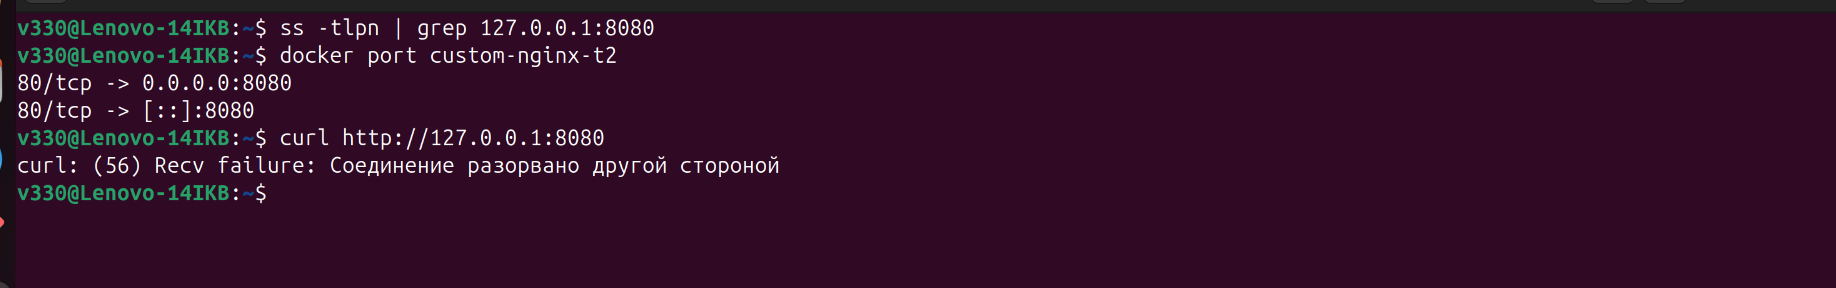 v330@Lenovo-14IKB:~$ ss -tlpn | grep 127.0.0.1:8080
v330@Lenovo-14IKB:~$ docker port custom-nginx-t2
80/tcp -> 0.0.0.0:8080
80/tcp -> [::]:8080
v330@Lenovo-14IKB:~$ curl http://127.0.0.1:8080
curl: (56) Recv failure: Соединение разорвано другой стороной
v330@Lenovo-14IKB:~$